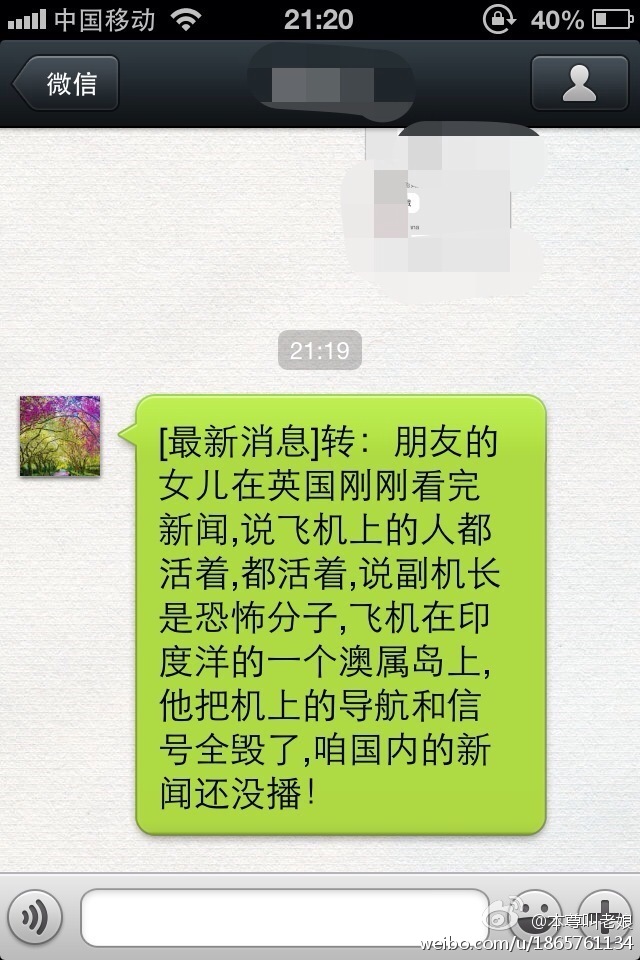 中国移动 21:20 40%
微信
21:19
[最新消息]转：朋友的
女儿在英国刚刚看完
新闻,说飞机上的人都
活着,都活着,说副机长
是恐怖分子,飞机在印
度洋的一个澳属岛上,
他把机上的导航和信
号全毁了,咱国内的新
闻还没播！
@本尊叫老娘
weibo.com/u/1865761134